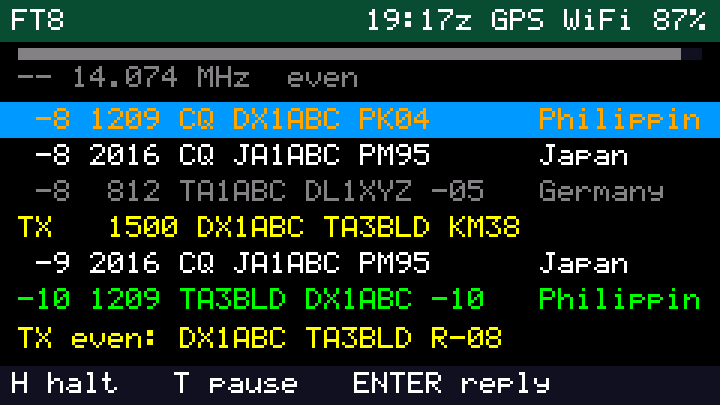 FT8 19:17z GPS WiFi 87%
-- 14.074 MHz even
-8 1209 CQ DX1ABC PK04 Philippin
-8 2016 CQ JA1ABC PM95 Japan
-8 812 TA1ABC DL1XYZ -05 Germany
TX 1500 DX1ABC TA3BLD KM38
-9 2016 CQ JA1ABC PM95 Japan
-10 1209 TA3BLD DX1ABC -10 Philippin
TX even: DX1ABC TA3BLD R-08
H halt T pause ENTER reply